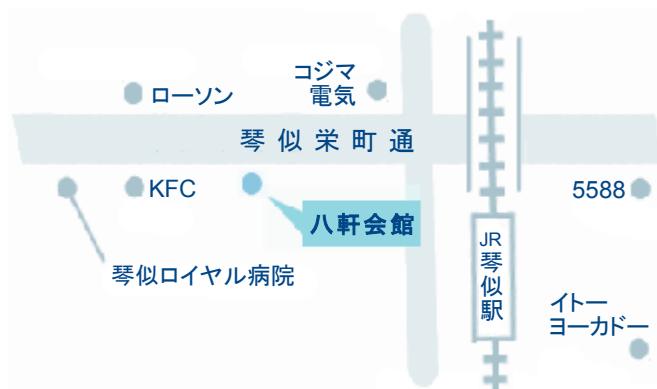 コジマ
電気
ローソン
琴似栄町通
KFC
5588
八軒会館
琴似ロイヤル病院
JR
琴似駅
イトー
ヨーカドー